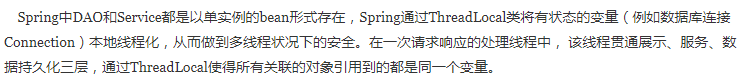 Spring中DAO和Service都是以单实例的bean形式存在，Spring通过ThreadLocal类将有状态的变量（例如数据库连接
Connection）本地线程化，从而做到多线程状况下的安全。在一次请求响应的处理线程中， 该线程贯通展示、服务、数
据持久化三层，通过ThreadLocal使得所有关联的对象引用到的都是同一个变量。